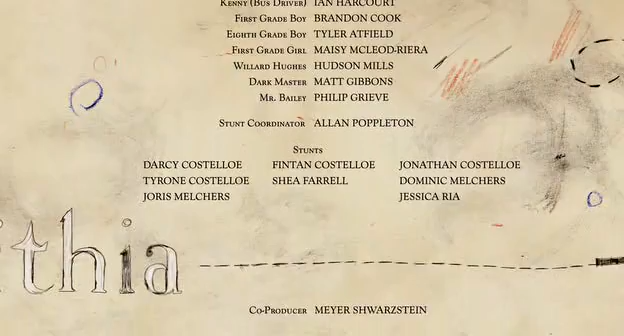 Kenny (Bus Driver) IAN HARCOURT
First Grade Boy BRANDON COOK
Eighth Grade Boy TYLER ATFIELD
First Grade Girl MAISY MCLEOD-RIERA
Willard Hughes HUDSON MILLS
Dark Master MATT GIBBONS
Mr. Bailey PHILIP GRIEVE
Stunt Coordinator ALLAN POPPLETON
Stunts
DARCY COSTELLOE FINTAN COSTELLOE JONATHAN COSTELLOE
TYRONE COSTELLOE SHEA FARRELL DOMINIC MELCHERS
JORIS MELCHERS JESSICA RIA
ithia
Co-Producer MEYER SHWARZSTEIN